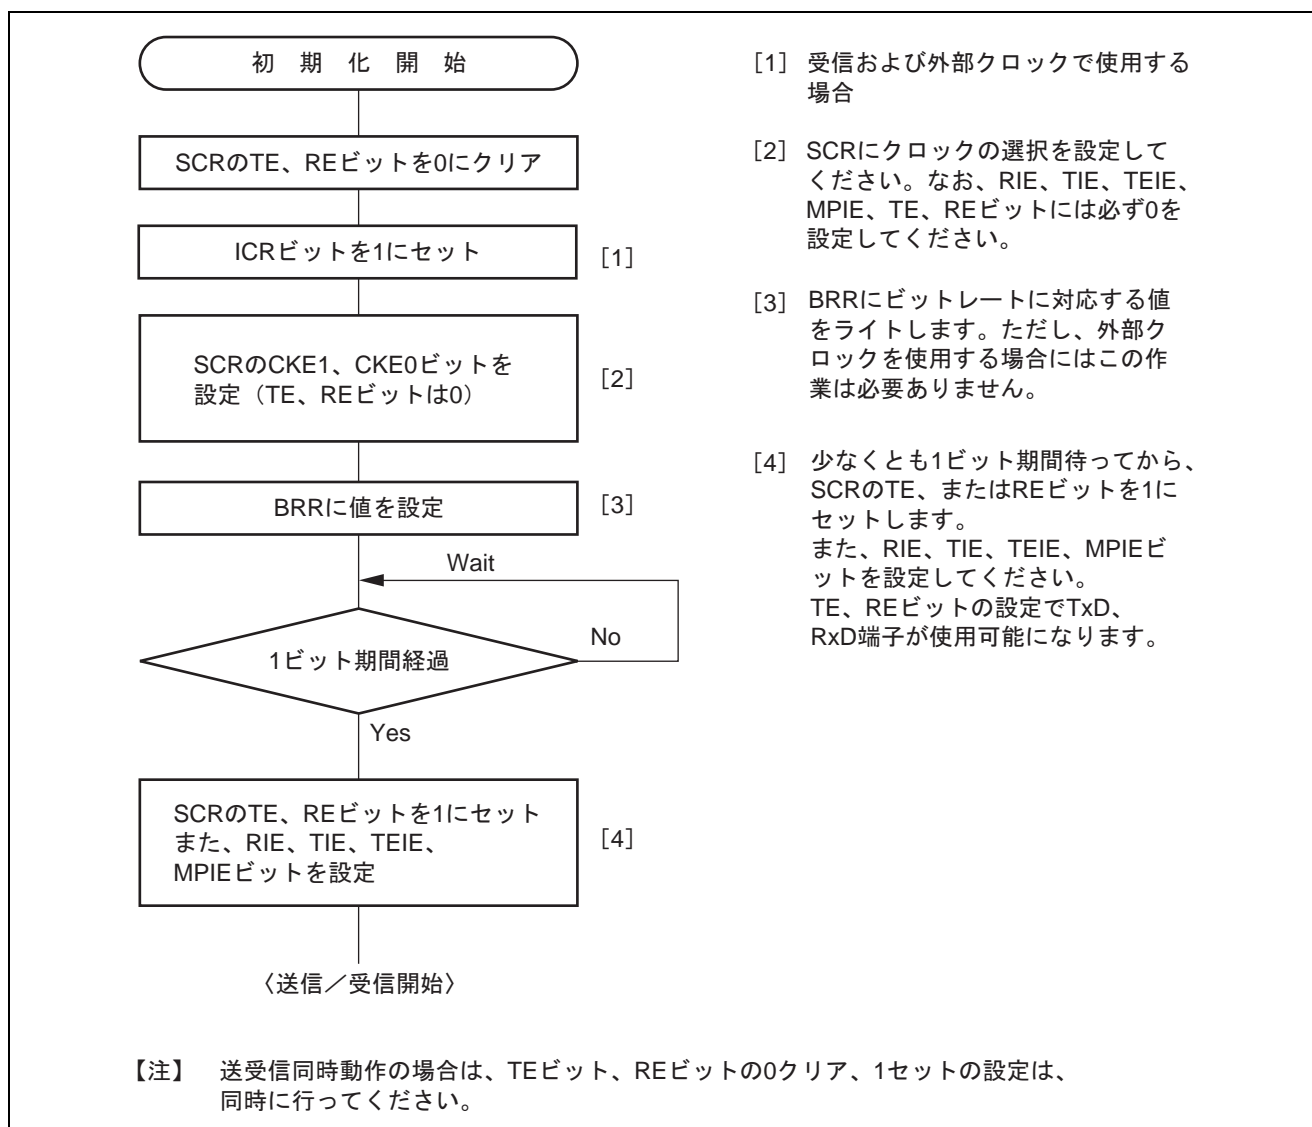 初 期 化 開 始
SCRのTE、REビットを0にクリア
ICRビットを1にセット
[1]
SCRのCKE1、CKE0ビットを
設定（TE、REビットは0）
[2]
BRRに値を設定
[3]
Wait
1ビット期間経過
No
Yes
SCRのTE、REビットを1にセット
また、RIE、TIE、TEIE、
MPIEビットを設定
[4]
〈送信／受信開始〉
[1] 受信および外部クロックで使用する
場合
[2] SCRにクロックの選択を設定して
ください。なお、RIE、TIE、TEIE、
MPIE、TE、REビットには必ず0を
設定してください。
[3] BRRにビットレートに対応する値
をライトします。ただし、外部ク
ロックを使用する場合にはこの作
業は必要ありません。
[4] 少なくとも1ビット期間待ってから、
SCRのTE、またはREビットを1に
セットします。
また、RIE、TIE、TEIE、MPIEビ
ットを設定してください。
TE、REビットの設定でTxD、
RxD端子が使用可能になります。
【注】 送受信同時動作の場合は、TEビット、REビットの0クリア、1セットの設定は、
同時に行ってください。